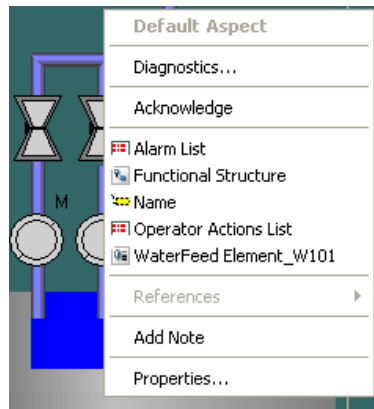 Default Aspect
Diagnostics...
Acknowledge
Alarm List
Functional Structure
M
Name
Operator Actions List
WaterFeed Element_W101
References
Add Note
Properties...